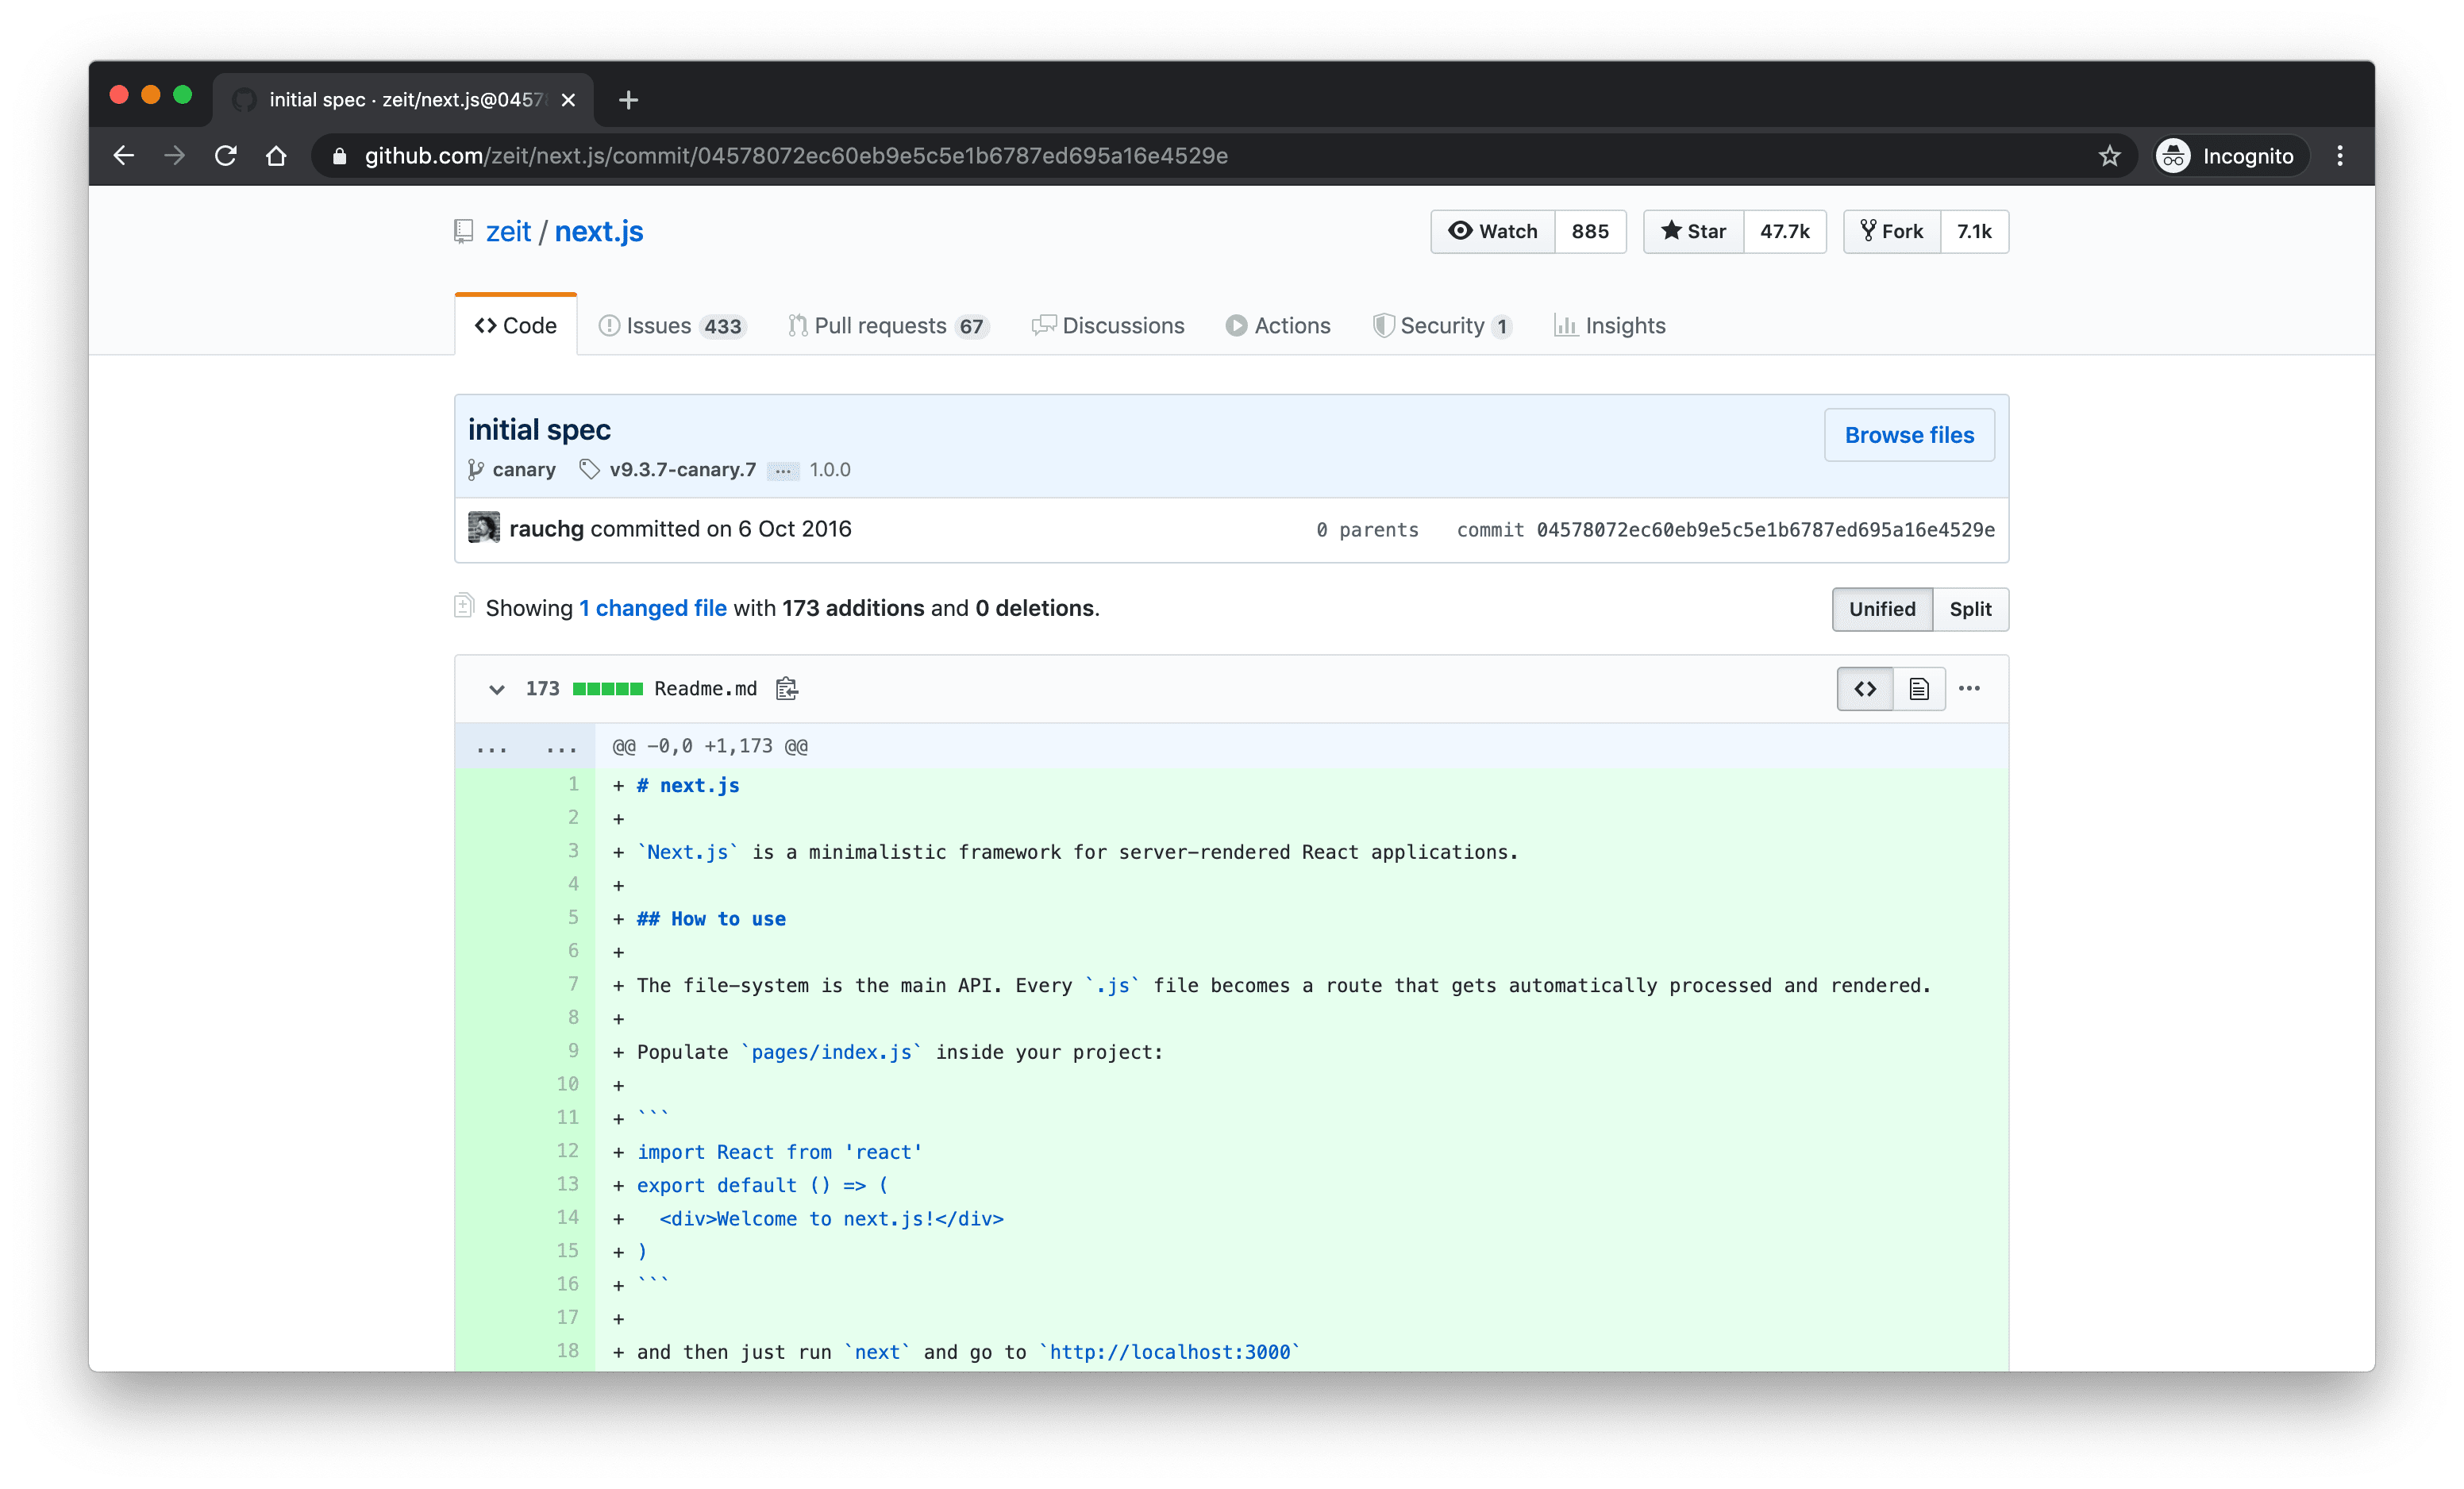 initial spec · zeit/next.js@0457
github.com/zeit/next.js/commit/04578072ec60eb9e5c5e1b6787ed695a16e4529e
Incognito
zeit / next.js
Watch 885 Star 47.7k Fork 7.1k
Code Issues 433 Pull requests 67 Discussions Actions Security 1 Insights
initial spec
Browse files
canary v9.3.7-canary.7 ... 1.0.0
rauchg committed on 6 Oct 2016 0 parents commit 04578072ec60eb9e5c5e1b6787ed695a16e4529e
Showing 1 changed file with 173 additions and 0 deletions.
Unified Split
173 Readme.md
... ... @@ -0,0 +1,173 @@
1 + # next.js
2 +
3 + `Next.js` is a minimalistic framework for server-rendered React applications.
4 +
5 + ## How to use
6 +
7 + The file-system is the main API. Every `.js` file becomes a route that gets automatically processed and rendered.
8 +
9 + Populate `pages/index.js` inside your project:
10 +
11 + ```
12 + import React from 'react'
13 + export default () => (
14 +   <div>Welcome to next.js!</div>
15 + )
16 + ```
17 +
18 + and then just run `next` and go to `http://localhost:3000`